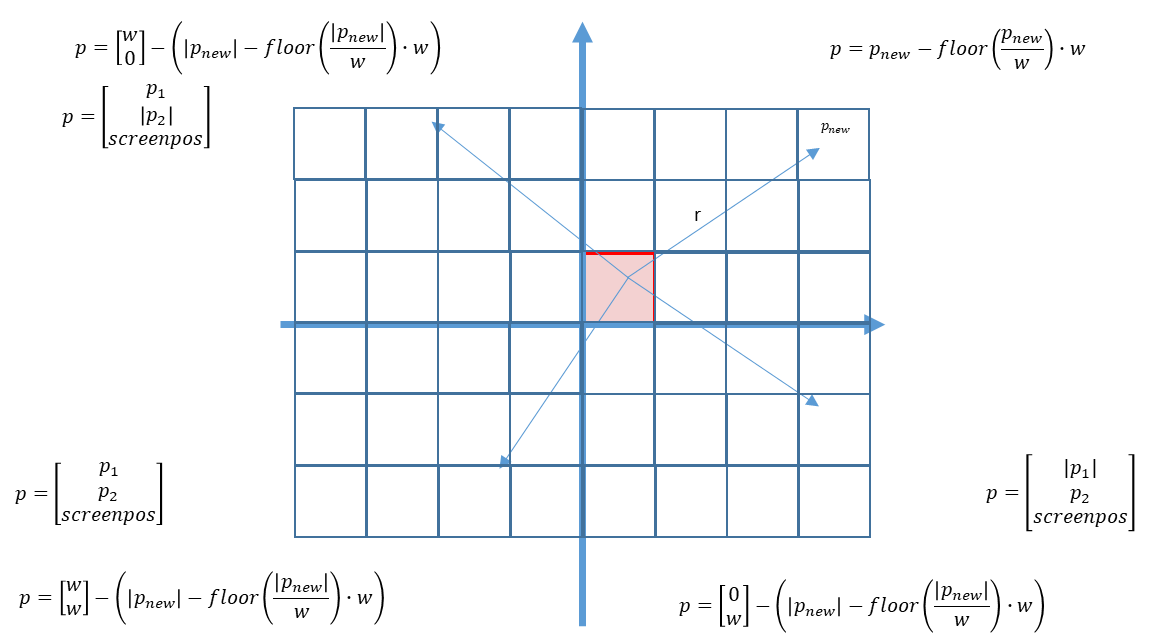 p = [w 0] − (|p_new| − floor(|p_new|/w) · w)
p = p_new − floor(p_new/w) · w
p = [p₁ |p₂| screenpos]
p_new
r
p = [p₁ p₂ screenpos]
p = [|p₁| p₂ screenpos]
p = [w w] − (|p_new| − floor(|p_new|/w) · w)
p = [0 w] − (|p_new| − floor(|p_new|/w) · w)